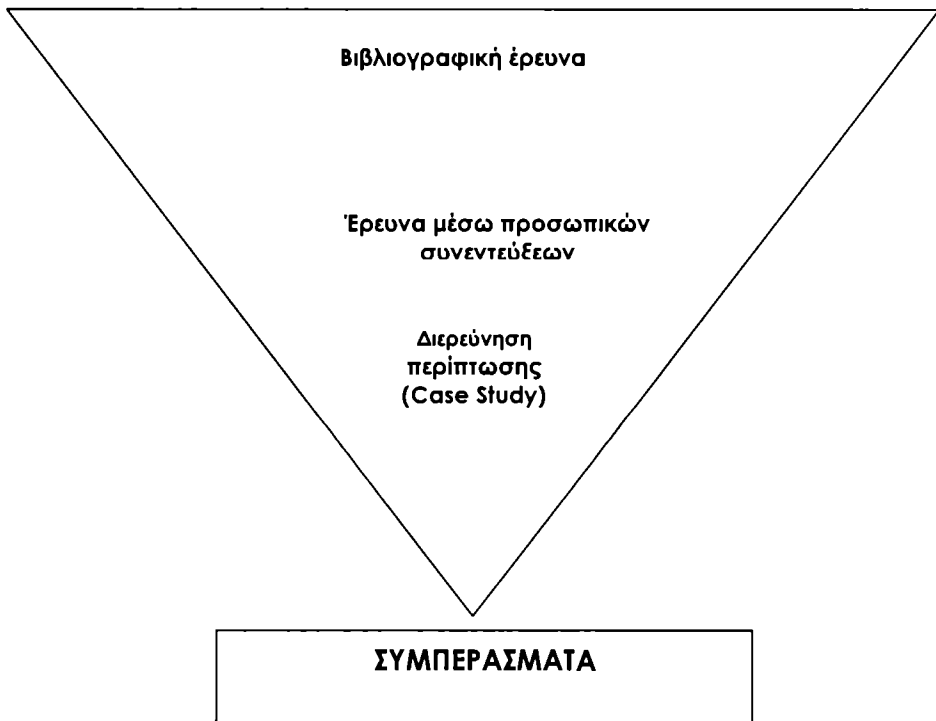 Βιβλιογραφική έρευνα
Έρευνα μέσω προσωπικών
συνεντεύξεων
Διερεύνηση
περίπτωσης
(Case Study)
ΣΥΜΠΕΡΑΣΜΑΤΑ